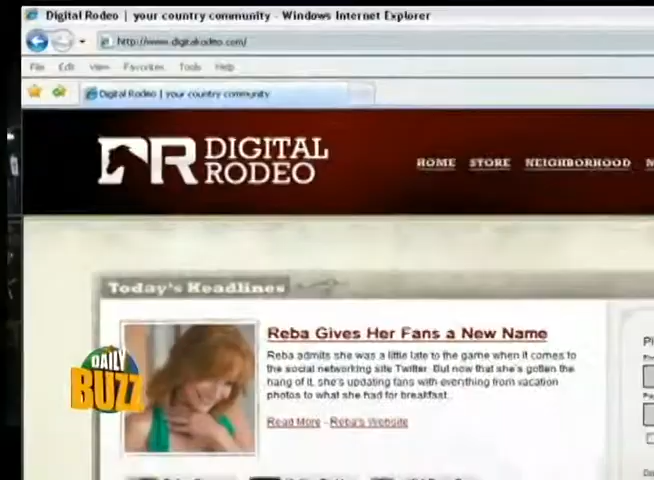 Digital Rodeo | your country community - Windows Internet Explorer
http://www.digitalrodeo.com/
File Edit View Favorites Tools Help
Digital Rodeo | your country community
DR DIGITAL RODEO
HOME STORE NEIGHBORHOOD
Today's Headlines
Reba Gives Her Fans a New Name
Reba admits she was a little late to the game when it comes to
the social networking site Twitter. But now that she's gotten the
hang of it, she's updating fans with everything from vacation
photos to what she had for breakfast.
Read More - Reba's Website
DAILY
BUZZ